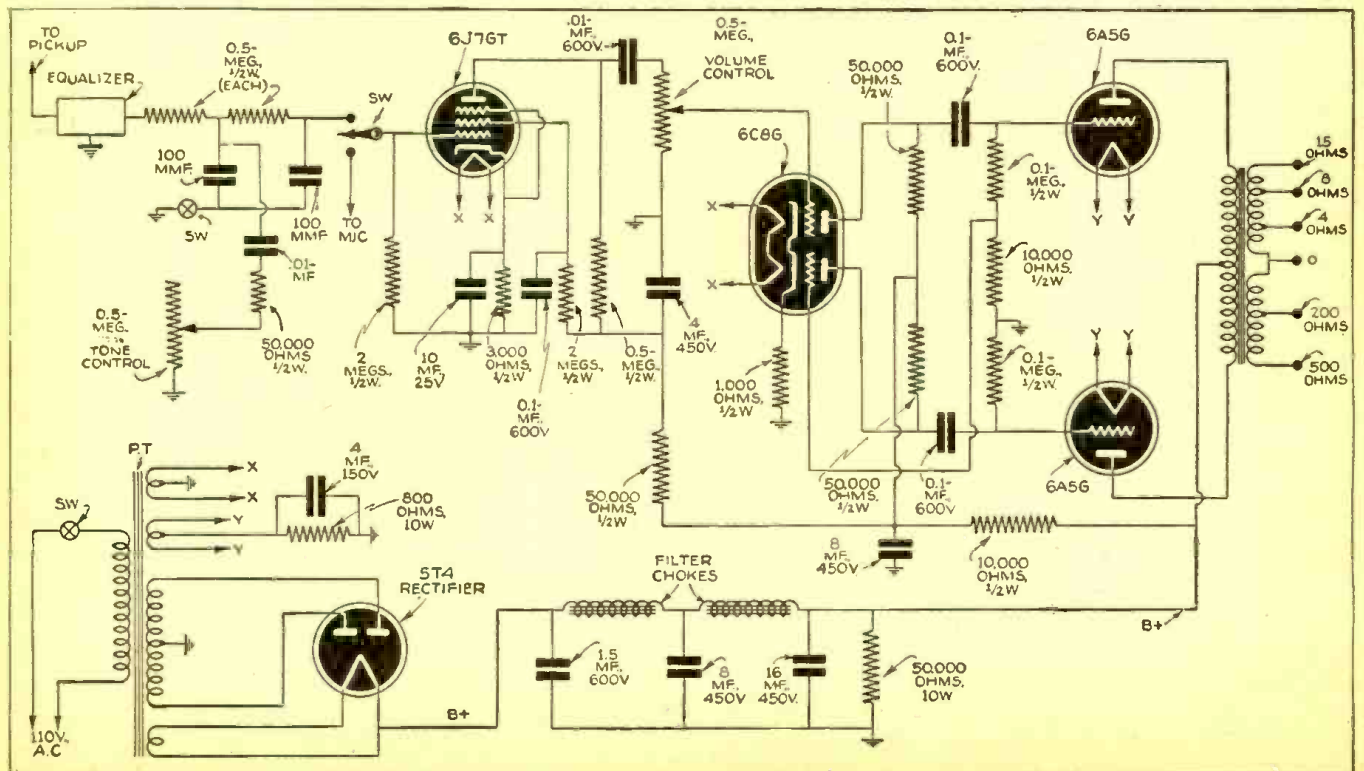 TO
PICKUP
EQUALIZER
0.5-
MEG.,
1/2W.
(EACH)
100
MMF.
SW
100
MMF.
SW
TO
MIC
.01-
MF.
50,000
OHMS
1/2W.
0.5-
MEG.
TONE
CONTROL
6J7GT
X X
2
MEGS.,
1/2W.
10
MF.,
25V.
3,000
OHMS,
1/2W
0.1-
MF.,
600V.
2
MEGS.,
1/2W
0.5-
MEG.,
1/2W.
.01-
MF.
600V.
0.5-
MEG.,
VOLUME
CONTROL
4
MF.,
450V.
50,000
OHMS,
1/2W
6C8G
X
X
1,000
OHMS,
1/2W
50,000
OHMS,
1/2W.
0.1-
MF.,
600V.
0.1-
MEG.,
1/2W.
10,000
OHMS,
1/2W.
0.1-
MEG.,
1/2W.
50,000
OHMS,
1/2W
0.1-
MF.,
600V
8
MF.,
450V
10,000
OHMS,
1/2W
6A5G
Y Y
Y Y
6A5G
15
OHMS
8
OHMS
4
OHMS
0
200
OHMS
500
OHMS
P.T
SW
110V.,
A.C
X
X
Y
Y
4
MF.,
150V
800
OHMS,
10W
5T4
RECTIFIER
B+
FILTER
CHOKES
1.5
MF.,
600V
8
MF.,
450V
16
MF.,
450V.
50,000
OHMS,
10W
B+